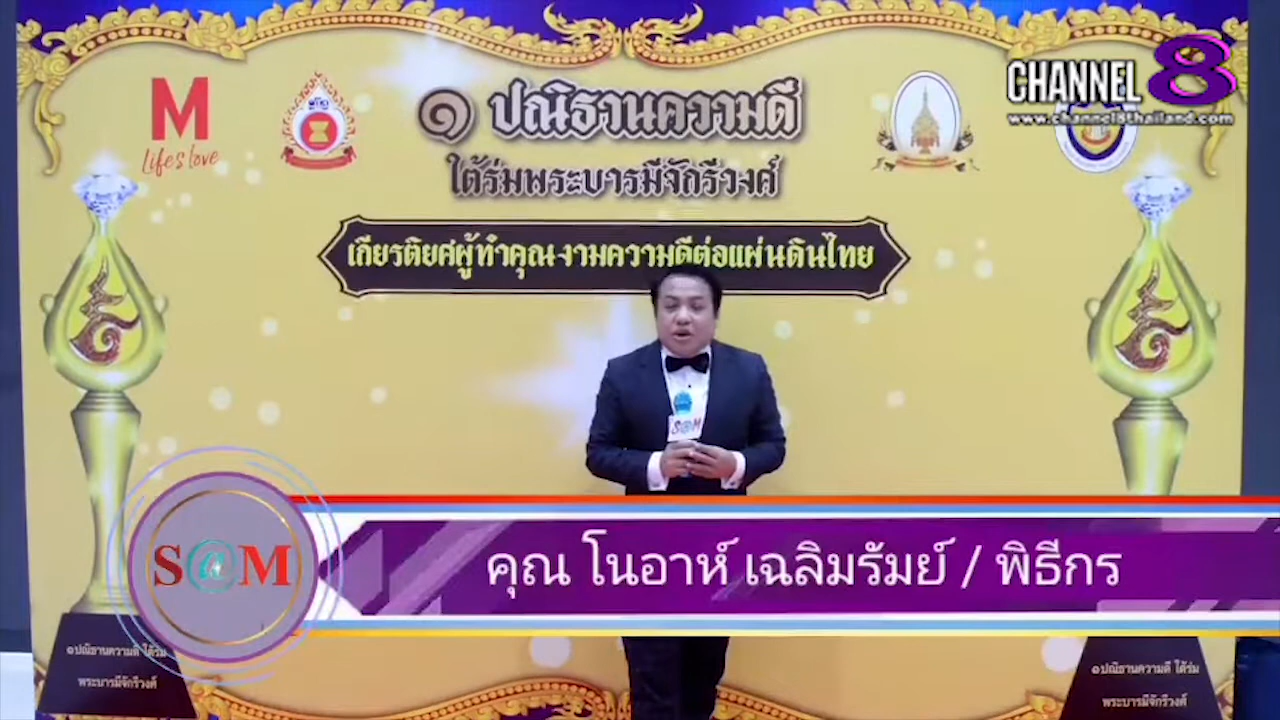 CHANNEL 8
www.channel8thailand.com
M
Life's love
๑ ปณิธานความดี
ใต้ร่มพระบารมีจักรีวงศ์
เกียรติยศผู้ทำคุณงามความดีต่อแผ่นดินไทย
S@M
S@M
คุณ โนอาห์ เฉลิมรัมย์ / พิธีกร
๑ปณิธานความดี ใต้ร่ม
พระบารมีจักรีวงศ์
๑ปณิธานความดี ใต้ร่ม
พระบารมีจักรีวงศ์